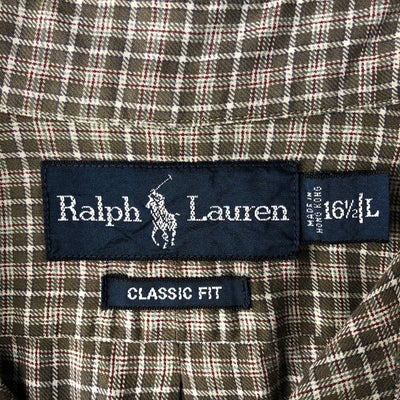 Ralph Lauren
MADE IN
HONG KONG
16½ L
CLASSIC FIT